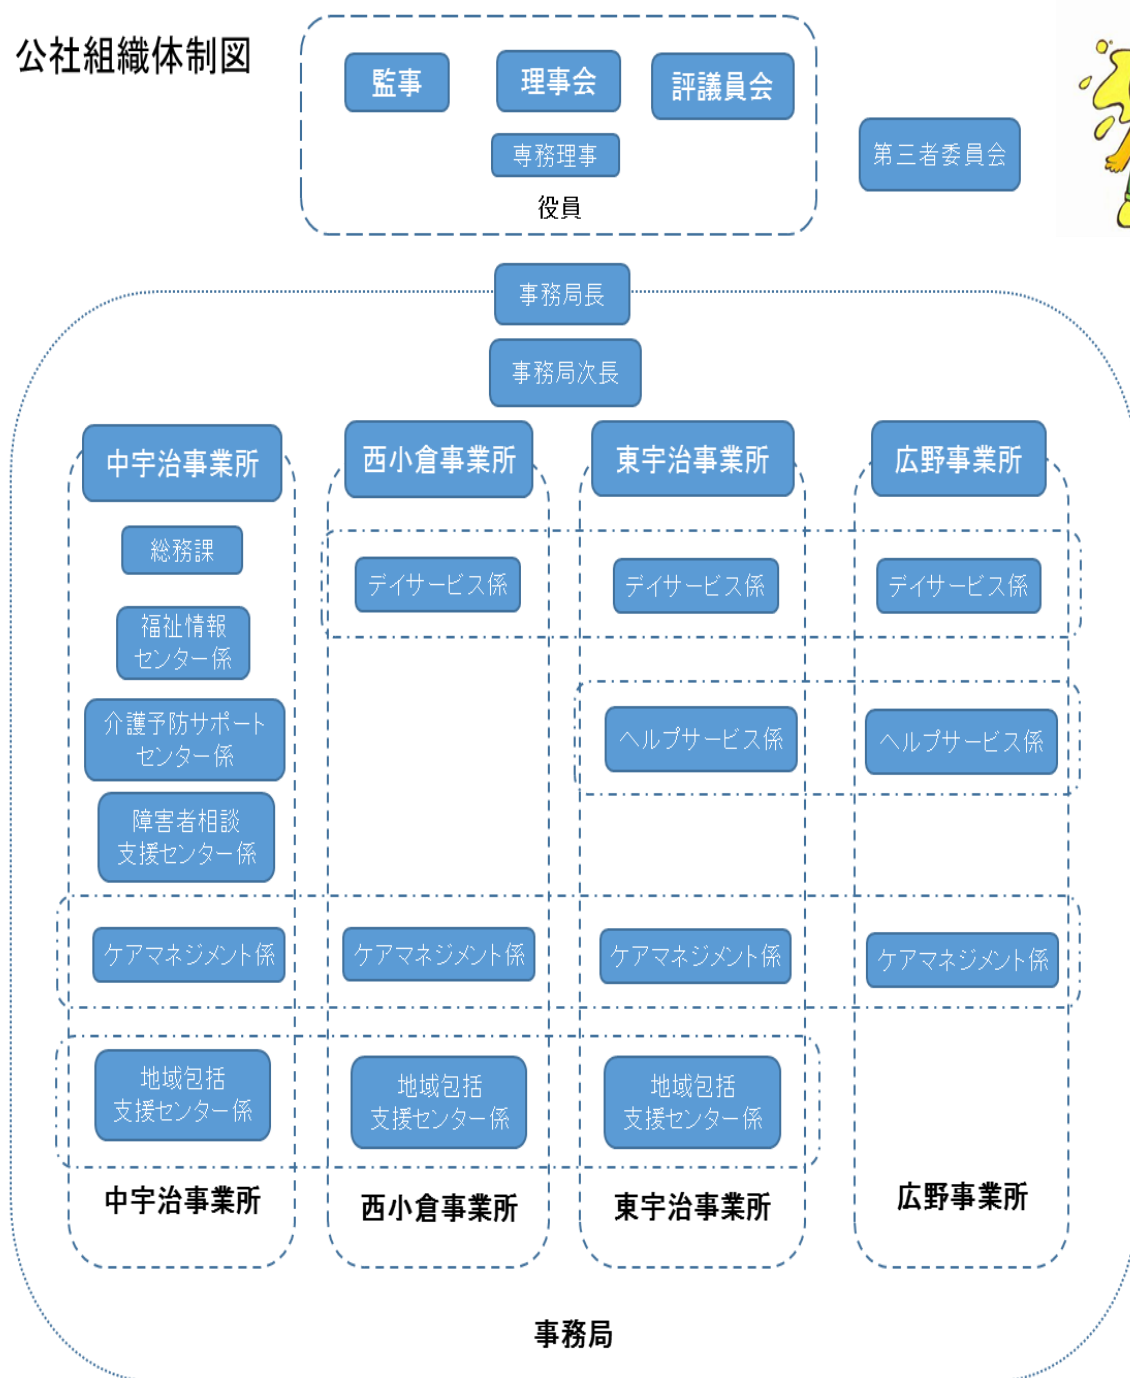 公社組織体制図
監事
理事会
評議員会
専務理事
役員
第三者委員会
事務局長
事務局次長
中宇治事業所
西小倉事業所
東宇治事業所
広野事業所
総務課
デイサービス係
デイサービス係
デイサービス係
福祉情報
センター係
介護予防サポート
センター係
ヘルプサービス係
ヘルプサービス係
障害者相談
支援センター係
ケアマネジメント係
ケアマネジメント係
ケアマネジメント係
ケアマネジメント係
地域包括
支援センター係
地域包括
支援センター係
地域包括
支援センター係
中宇治事業所
西小倉事業所
東宇治事業所
広野事業所
事務局